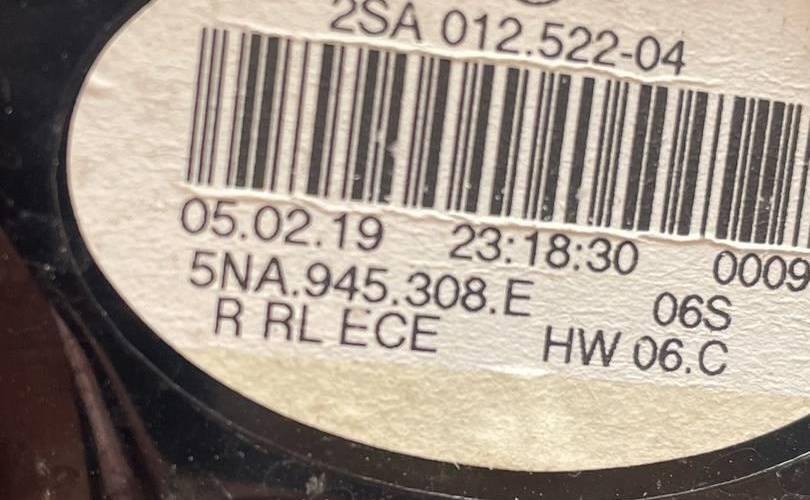 2SA 012.522-04
05.02.19 23:18:30 0009
5NA.945.308.E 06S
R RL ECE HW 06.C